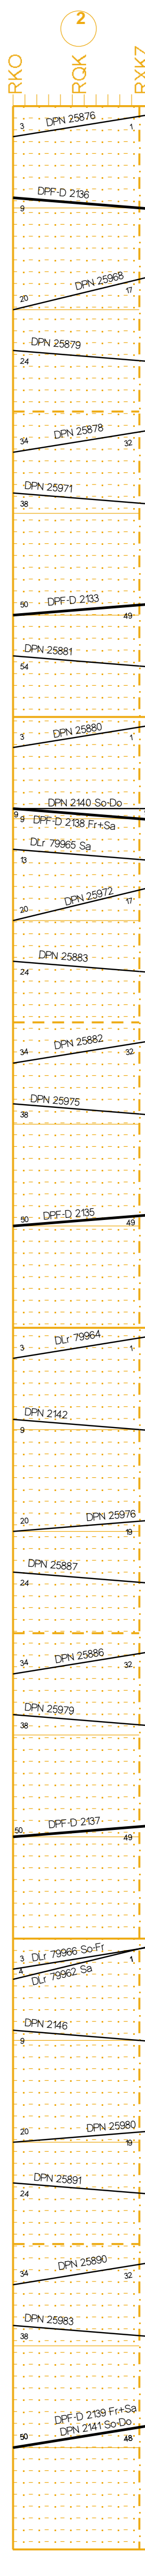 2
RKO RQK RXKZ
DPN 25876
3 1
DPF-D 2136
9
DPN 25968
20 17
DPN 25879
24
DPN 25878
34 32
DPN 25971
38
DPF-D 2133
50 49
DPN 25881
54
DPN 25880
3 1
DPN 2140 So-Do
9 9
DPF-D 2138 Fr+Sa
DLr 79965 Sa
13
DPN 25972
20 17
DPN 25883
24
DPN 25882
34 32
DPN 25975
38
DPF-D 2135
50 49
DLr 79964
3 1
DPN 2142
9
DPN 25976
20 19
DPN 25887
24
DPN 25886
34 32
DPN 25979
38
DPF-D 2137
50 49
DLr 79966 So-Fr
3 1
4
DLr 79962 Sa
DPN 2146
9
DPN 25980
20 19
DPN 25891
24
DPN 25890
34 32
DPN 25983
38
DPF-D 2139 Fr+Sa
DPN 2141 So-Do
50 48